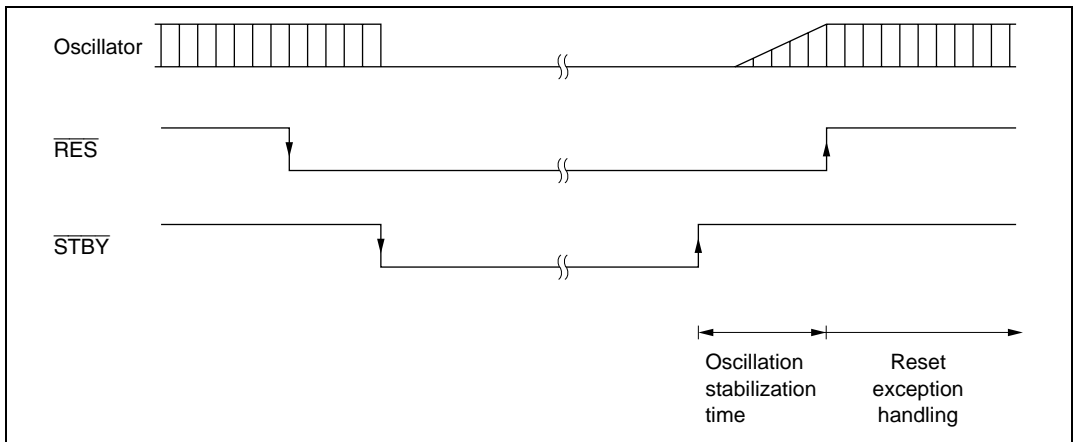 Oscillator
RES
STBY
Oscillation
stabilization
time
Reset
exception
handling